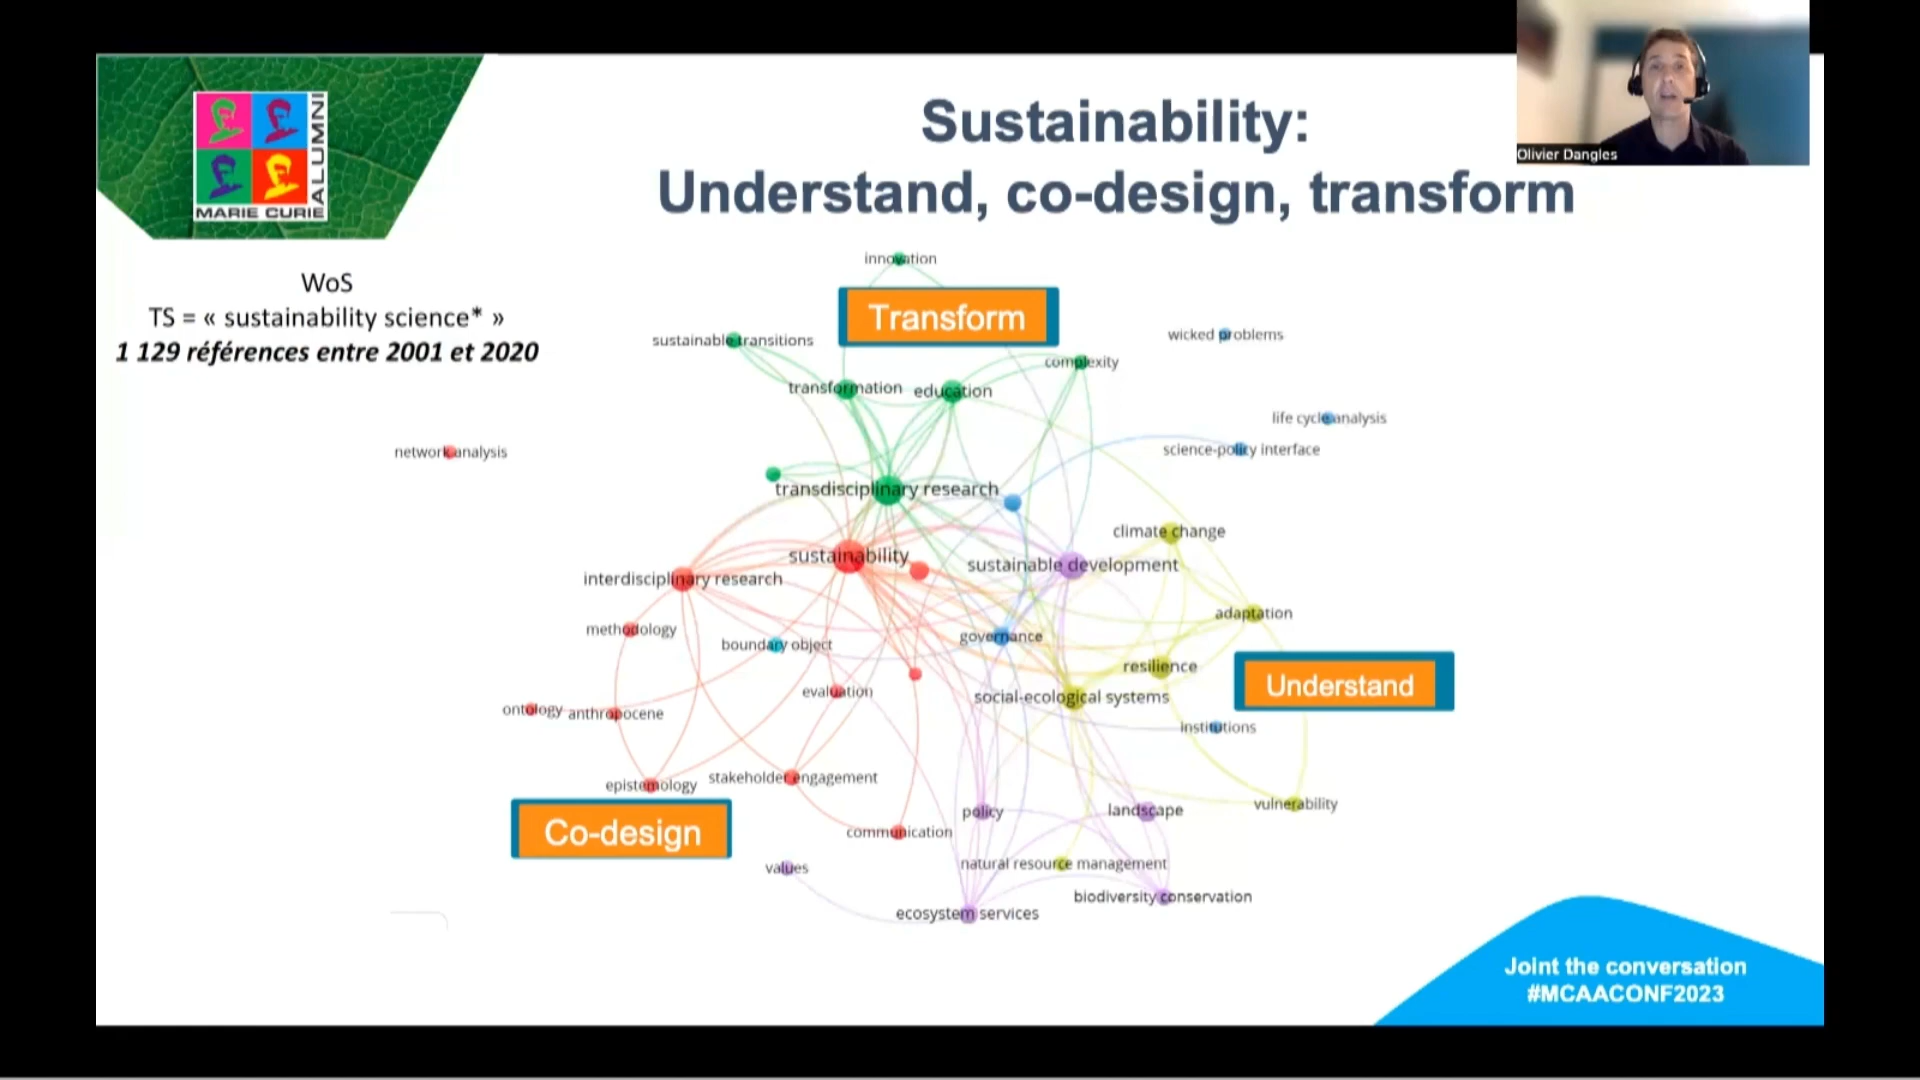 MARIE CURIE
ALUMNI
Sustainability:
Understand, co-design, transform
Olivier Dangles
WoS
TS = « sustainability science* »
1 129 références entre 2001 et 2020
innovation
Transform
sustainable transitions
wicked problems
complexity
transformation
education
life cycle analysis
science-policy interface
network analysis
transdisciplinary research
climate change
sustainability
sustainable development
interdisciplinary research
adaptation
methodology
boundary object
governance
resilience
Understand
evaluation
social-ecological systems
ontology
anthropocene
institutions
epistemology
stakeholder engagement
vulnerability
policy
landscape
Co-design
communication
values
natural resource management
biodiversity conservation
ecosystem services
Joint the conversation
#MCAACONF2023